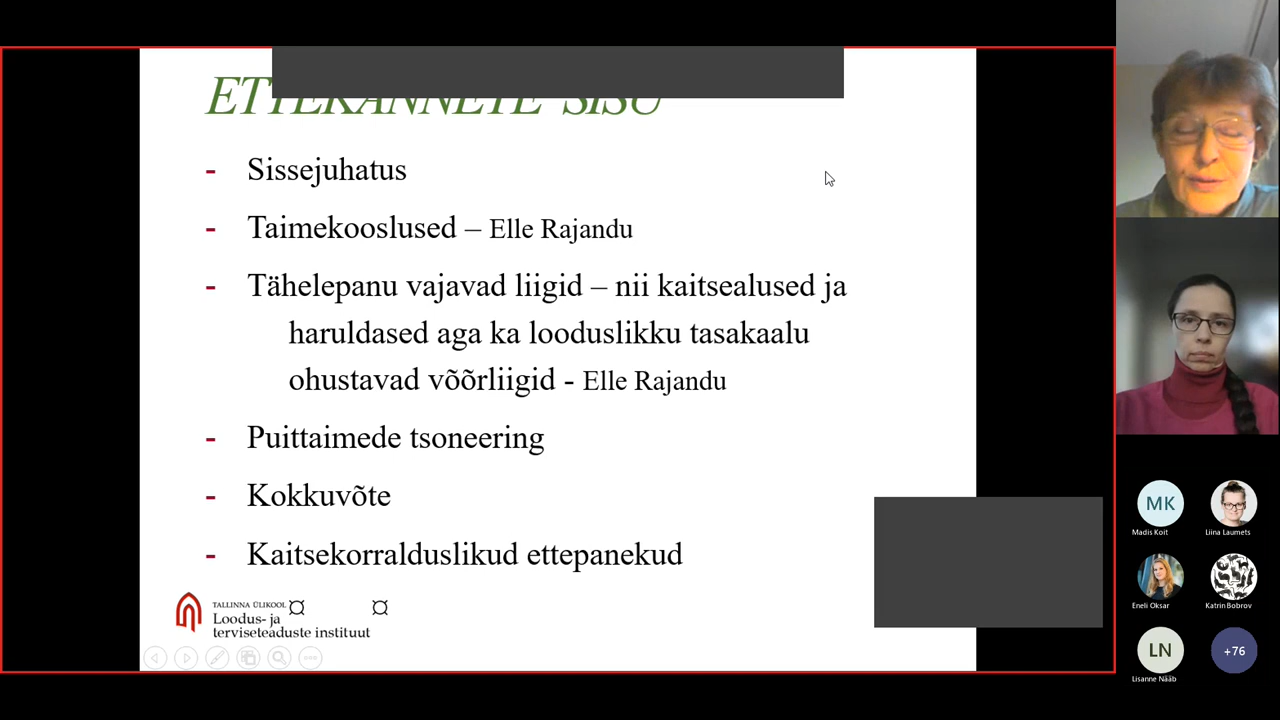 ETTEKANNETE SISU
- Sissejuhatus
- Taimekooslused – Elle Rajandu
- Tähelepanu vajavad liigid – nii kaitsealused ja
haruldased aga ka looduslikku tasakaalu
ohustavad võõrliigid - Elle Rajandu
- Puittaimede tsoneering
- Kokkuvõte
- Kaitsekorralduslikud ettepanekud
TALLINNA ÜLIKOOL
Loodus- ja
terviseteaduste instituut
MK
Madis Koit
Liina Laumets
Eneli Oksar
Katrin Bobrov
LN
Lisanne Nääb
+76